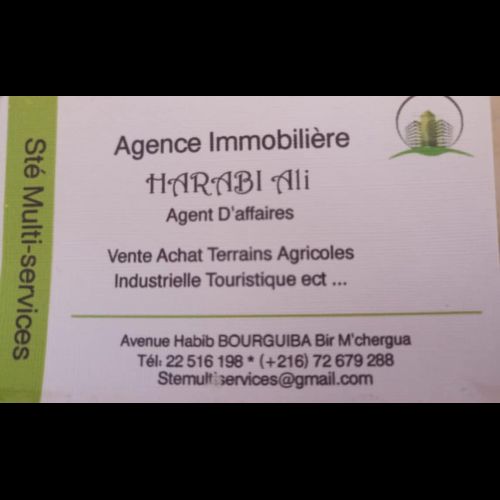 Sté Multi-services
Agence Immobilière
HARABI Ali
Agent D'affaires
Vente Achat Terrains Agricoles
Industrielle Touristique ect ...
Avenue Habib BOURGUIBA Bir M'chergua
Tél: 22 516 198 * (+216) 72 679 288
Stemultiservices@gmail.com